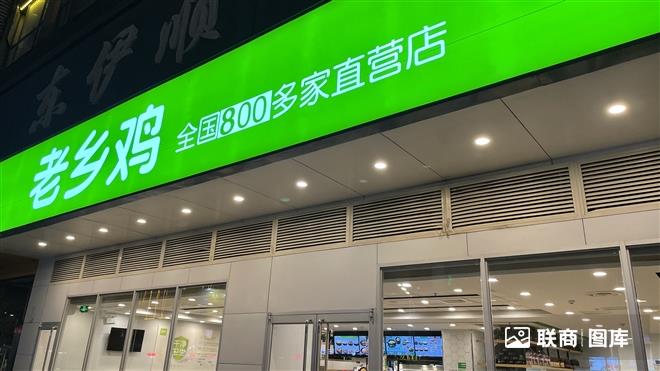 东伊顺
老乡鸡 全国800多家直营店
联商 图库